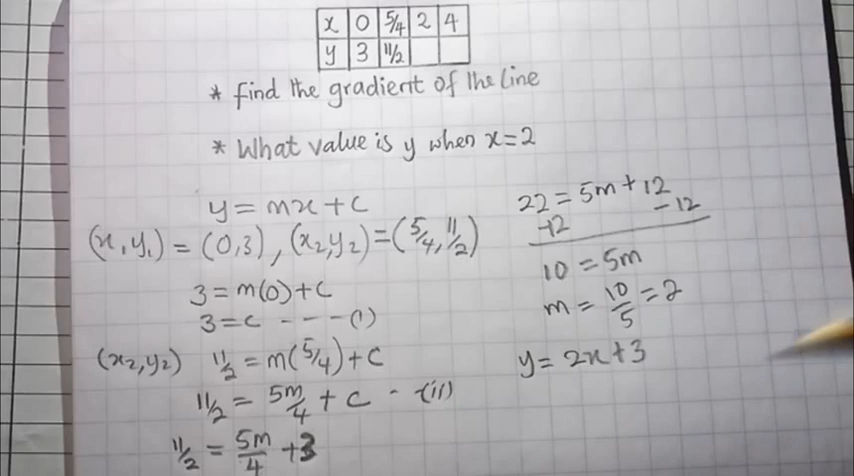 x 0 5/4 2 4
y 3 11/2
* find the gradient of the line
* What value is y when x=2
y = mx + c
(x, y₁) = (0,3), (x₂,y₂) = (5/4, 11/2)
3 = m(0) + c
3 = c - - - - (1)
(x₂,y₂) 11/2 = m(5/4) + c
11/2 = 5m/4 + c - - (ii)
11/2 = 5m/4 + 3
22 = 5m + 12
-12 - 12
10 = 5m
m = 10/5 = 2
y = 2x + 3